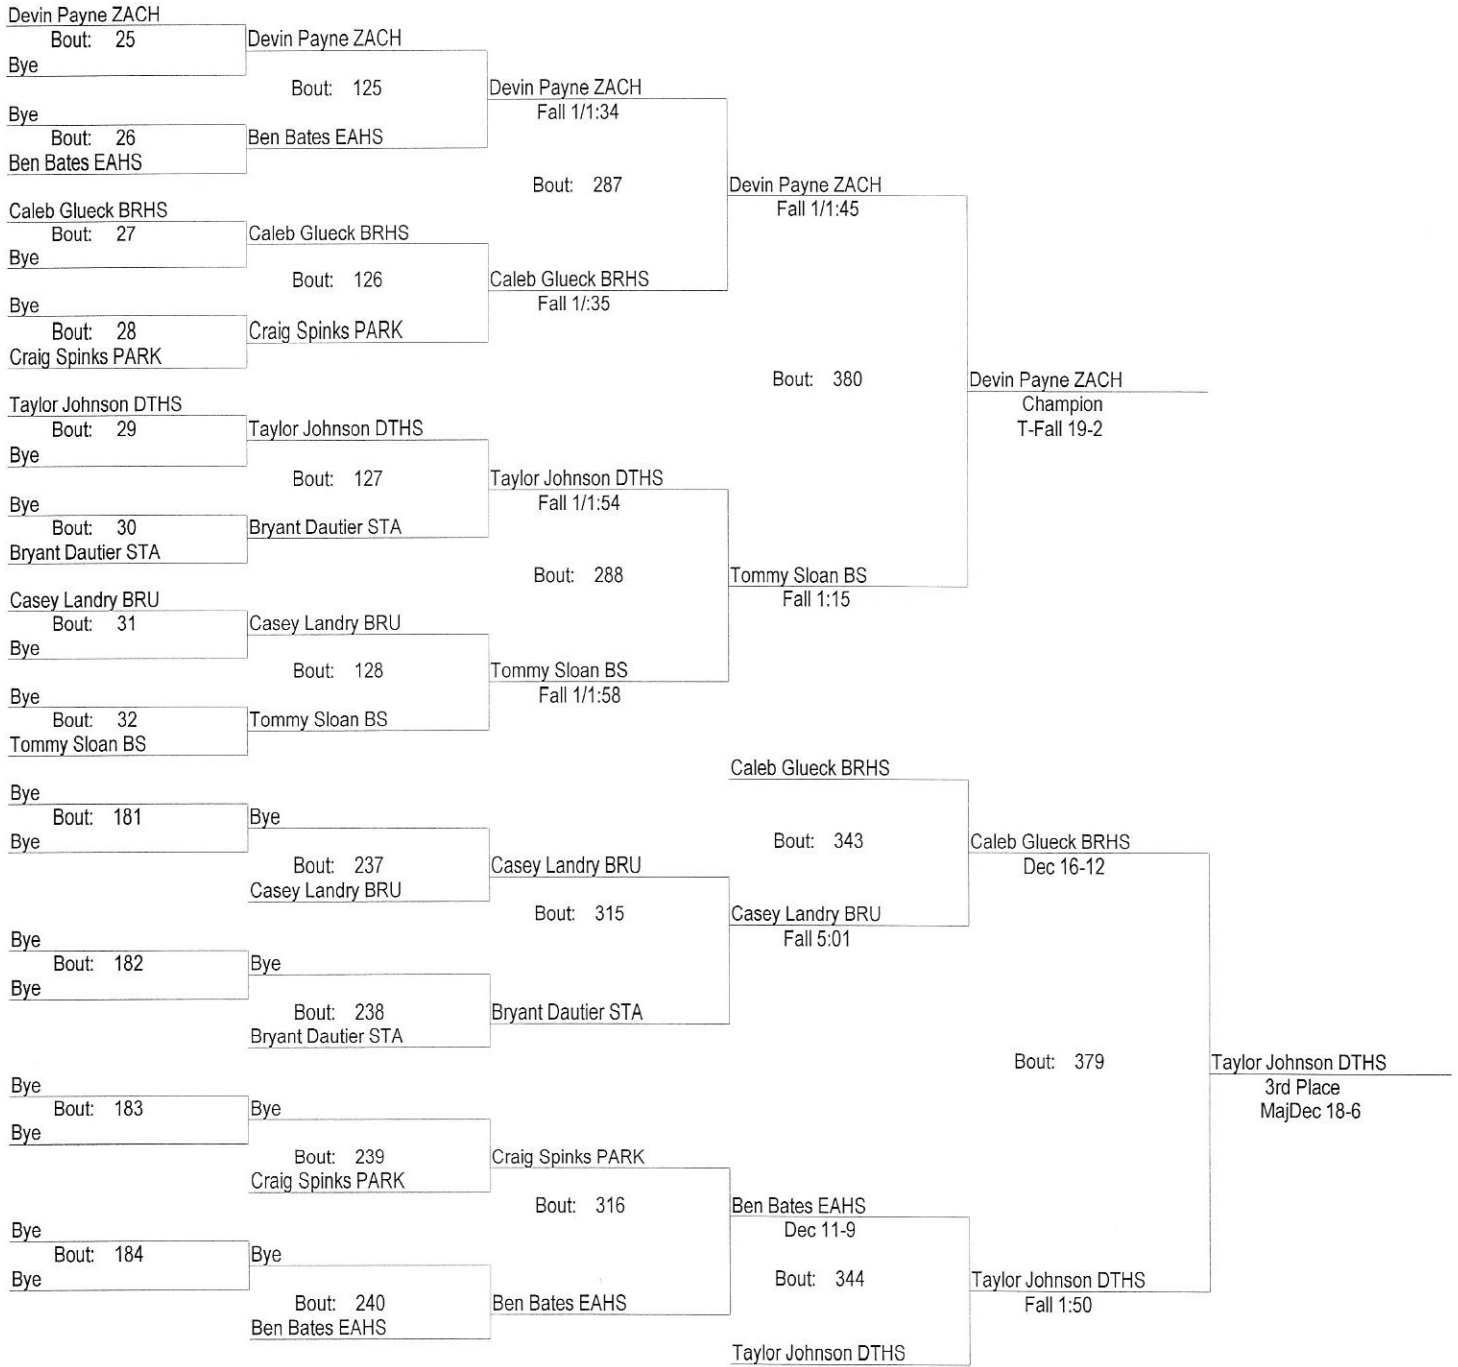 Devin Payne ZACH
Bout: 25
Bye
Devin Payne ZACH
Bout: 125
Bye
Bout: 26
Ben Bates EAHS
Ben Bates EAHS
Devin Payne ZACH
Fall 1/1:34
Bout: 287
Caleb Glueck BRHS
Bout: 27
Bye
Caleb Glueck BRHS
Bout: 126
Bye
Bout: 28
Craig Spinks PARK
Craig Spinks PARK
Caleb Glueck BRHS
Fall 1/:35
Devin Payne ZACH
Fall 1/1:45
Bout: 380
Taylor Johnson DTHS
Bout: 29
Bye
Taylor Johnson DTHS
Bout: 127
Bye
Bout: 30
Bryant Dautier STA
Bryant Dautier STA
Taylor Johnson DTHS
Fall 1/1:54
Bout: 288
Casey Landry BRU
Bout: 31
Bye
Casey Landry BRU
Bout: 128
Bye
Bout: 32
Tommy Sloan BS
Tommy Sloan BS
Tommy Sloan BS
Fall 1/1:58
Tommy Sloan BS
Fall 1:15
Devin Payne ZACH
Champion
T-Fall 19-2
Bye
Bout: 181
Bye
Bye
Bout: 237
Casey Landry BRU
Casey Landry BRU
Bout: 315
Bye
Bout: 182
Bye
Bye
Bout: 238
Bryant Dautier STA
Bryant Dautier STA
Caleb Glueck BRHS
Bout: 343
Casey Landry BRU
Fall 5:01
Caleb Glueck BRHS
Dec 16-12
Bout: 379
Bye
Bout: 183
Bye
Bye
Bout: 239
Craig Spinks PARK
Craig Spinks PARK
Bout: 316
Bye
Bout: 184
Bye
Bye
Bout: 240
Ben Bates EAHS
Ben Bates EAHS
Ben Bates EAHS
Dec 11-9
Bout: 344
Taylor Johnson DTHS
Taylor Johnson DTHS
Fall 1:50
Taylor Johnson DTHS
3rd Place
MajDec 18-6